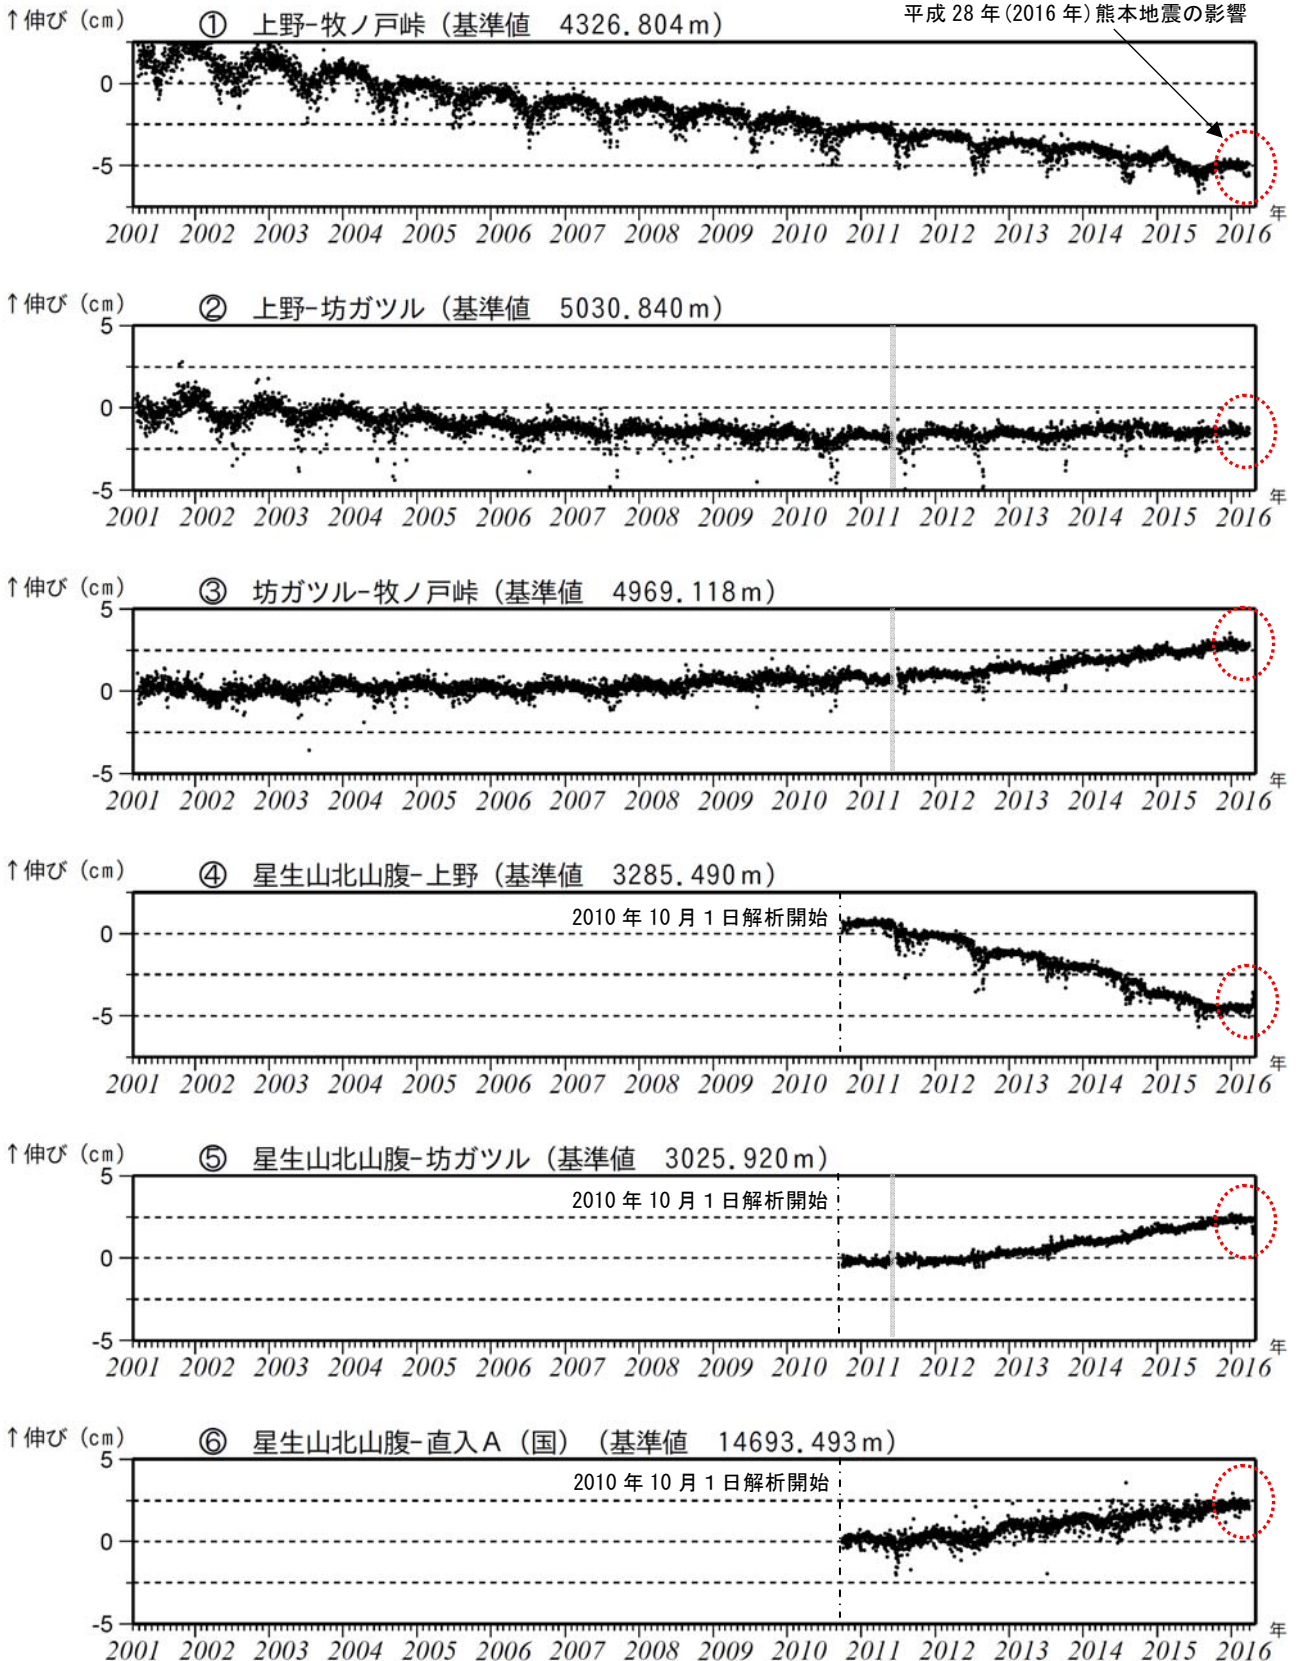 平成 28 年(2016 年)熊本地震の影響
↑伸び (cm) ① 上野-牧ノ戸峠 (基準値 4326.804m)
0
-5
年
2001 2002 2003 2004 2005 2006 2007 2008 2009 2010 2011 2012 2013 2014 2015 2016
↑伸び (cm) ② 上野-坊ガツル (基準値 5030.840m)
5
0
-5
年
2001 2002 2003 2004 2005 2006 2007 2008 2009 2010 2011 2012 2013 2014 2015 2016
↑伸び (cm) ③ 坊ガツル-牧ノ戸峠 (基準値 4969.118m)
5
0
-5
年
2001 2002 2003 2004 2005 2006 2007 2008 2009 2010 2011 2012 2013 2014 2015 2016
↑伸び (cm) ④ 星生山北山腹-上野 (基準値 3285.490m)
2010 年 10 月 1 日解析開始
0
-5
年
2001 2002 2003 2004 2005 2006 2007 2008 2009 2010 2011 2012 2013 2014 2015 2016
↑伸び (cm) ⑤ 星生山北山腹-坊ガツル (基準値 3025.920m)
5
2010 年 10 月 1 日解析開始
0
-5
年
2001 2002 2003 2004 2005 2006 2007 2008 2009 2010 2011 2012 2013 2014 2015 2016
↑伸び (cm) ⑥ 星生山北山腹-直入A (国) (基準値 14693.493m)
5
2010 年 10 月 1 日解析開始
0
-5
年
2001 2002 2003 2004 2005 2006 2007 2008 2009 2010 2011 2012 2013 2014 2015 2016